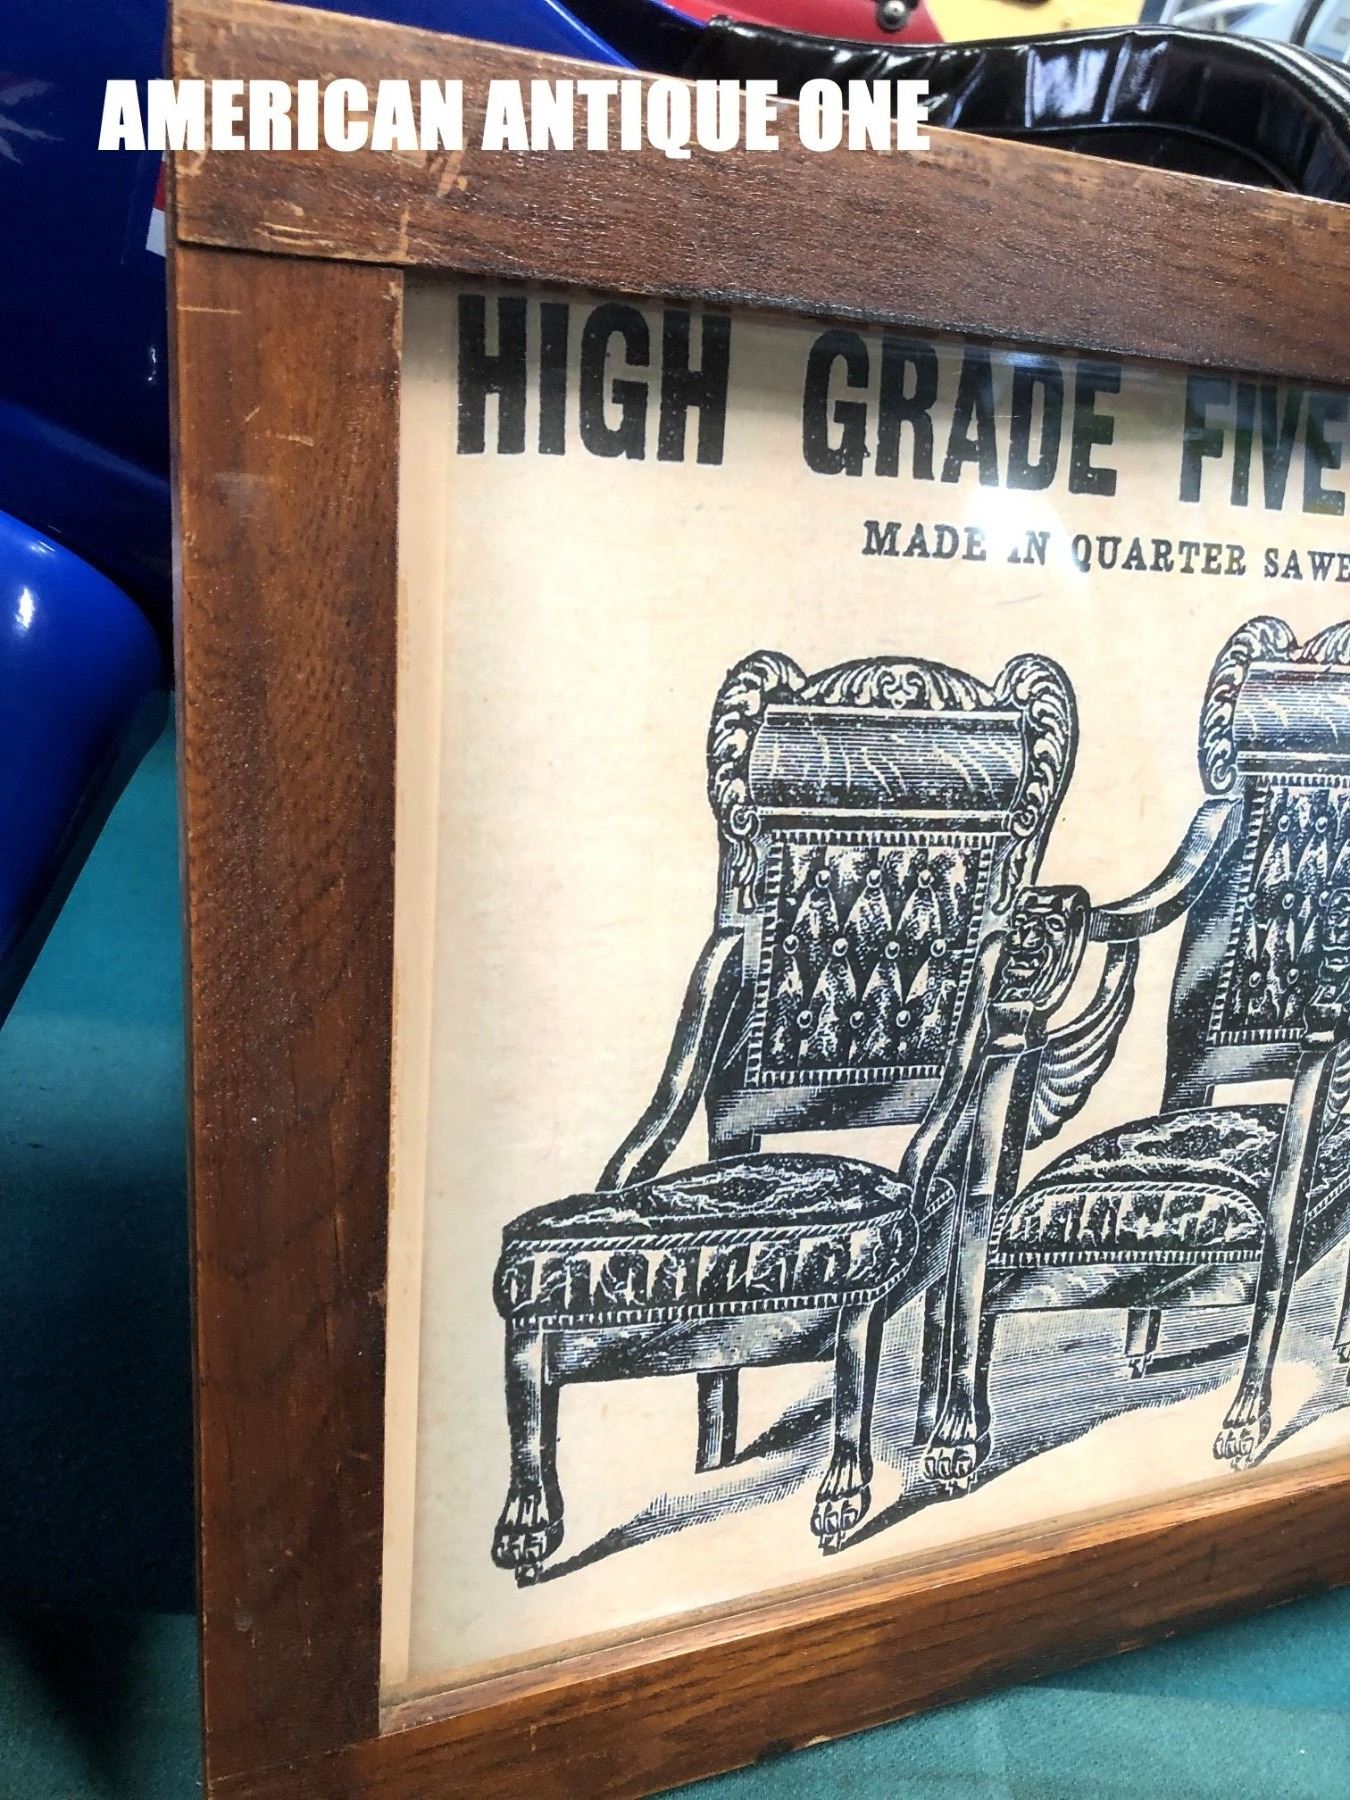 AMERICAN ANTIQUE ONE
HIGH GRADE FIVE
MADE IN QUARTER SAWE